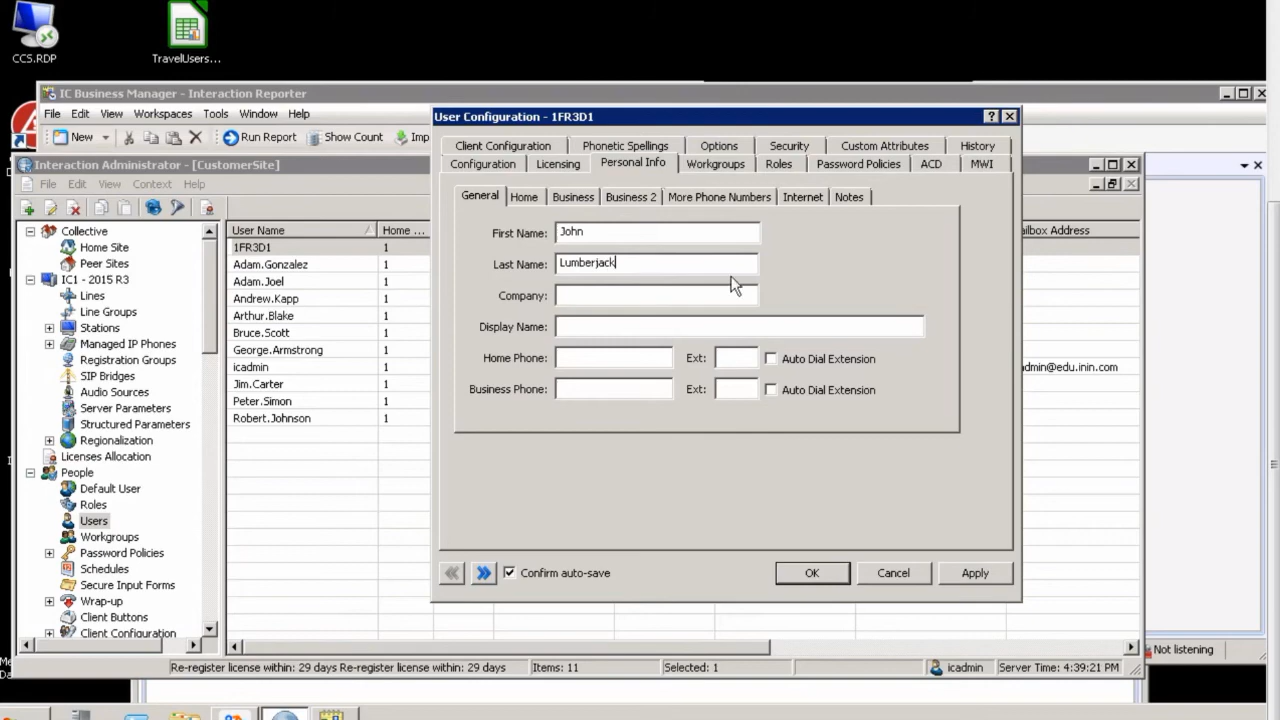 CCS.RDP
TravelUsers...
IC Business Manager - Interaction Reporter
File Edit View Workspaces Tools Window Help
New Run Report Show Count Imp
Interaction Administrator - [CustomerSite]
File Edit View Context Help
Collective
Home Site
Peer Sites
IC1 - 2015 R3
Lines
Line Groups
Stations
Managed IP Phones
Registration Groups
SIP Bridges
Audio Sources
Server Parameters
Structured Parameters
Regionalization
Licenses Allocation
People
Default User
Roles
Users
Workgroups
Password Policies
Schedules
Secure Input Forms
Wrap-up
Client Buttons
Client Configuration
User Name Home ...
1FR3D1 1
Adam.Gonzalez 1
Adam.Joel 1
Andrew.Kapp 1
Arthur.Blake 1
Bruce.Scott 1
George.Armstrong 1
icadmin 1
Jim.Carter 1
Peter.Simon 1
Robert.Johnson 1
ilbox Address
dmin@edu.inin.com
User Configuration - 1FR3D1
Client Configuration Phonetic Spellings Options Security Custom Attributes History
Configuration Licensing Personal Info Workgroups Roles Password Policies ACD MWI
General Home Business Business 2 More Phone Numbers Internet Notes
First Name: John
Last Name: Lumberjack
Company:
Display Name:
Home Phone: Ext: Auto Dial Extension
Business Phone: Ext: Auto Dial Extension
Confirm auto-save OK Cancel Apply
Re-register license within: 29 days Re-register license within: 29 days Items: 11 Selected: 1 icadmin Server Time: 4:39:21 PM
Not listening